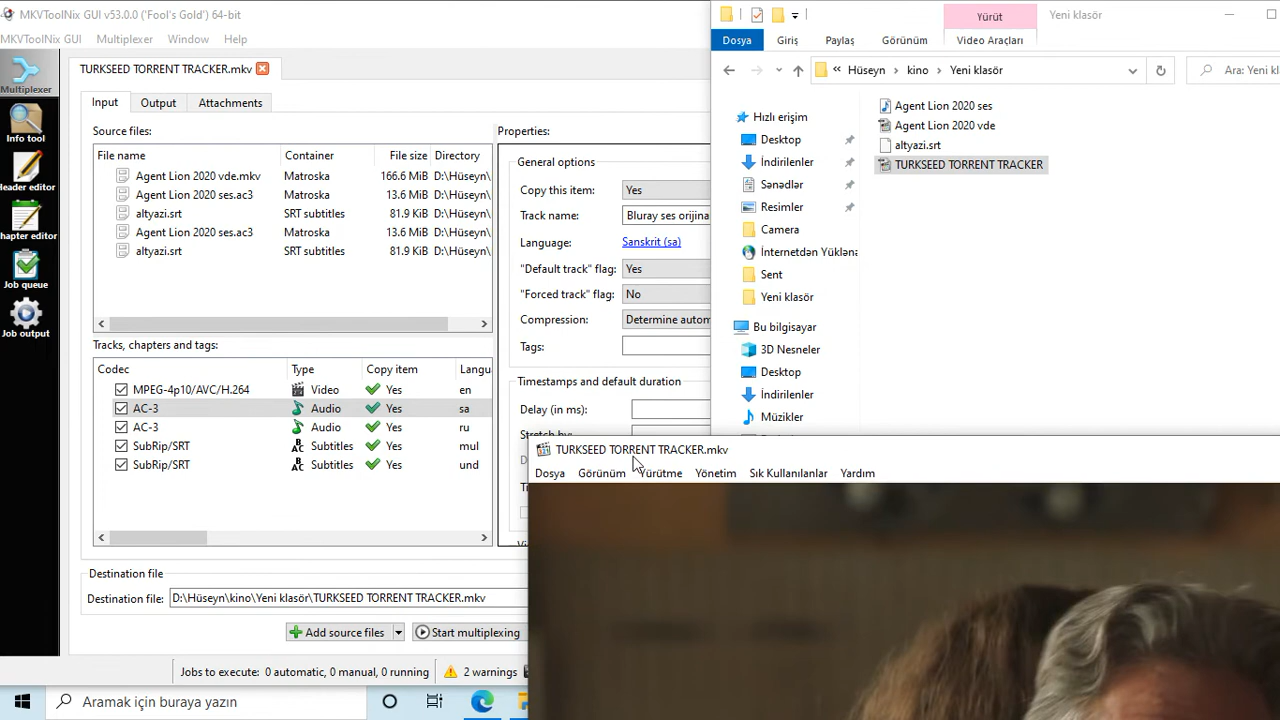 MKVToolNix GUI v53.0.0 ('Fool's Gold') 64-bit
MKVToolNix GUI Multiplexer Window Help
TURKSEED TORRENT TRACKER.mkv
Input Output Attachments
Multiplexer
Info tool
Header editor
hapter editor
Job queue
Job output
Source files:
File name Container File size Directory
Agent Lion 2020 vde.mkv Matroska 166.6 MiB D:\Hüseyn\
Agent Lion 2020 ses.ac3 Matroska 13.6 MiB D:\Hüseyn\
altyazi.srt SRT subtitles 81.9 KiB D:\Hüseyn\
Agent Lion 2020 ses.ac3 Matroska 13.6 MiB D:\Hüseyn\
altyazi.srt SRT subtitles 81.9 KiB D:\Hüseyn\
Tracks, chapters and tags:
Codec Type Copy item Langu
MPEG-4p10/AVC/H.264 Video Yes en
AC-3 Audio Yes sa
AC-3 Audio Yes ru
SubRip/SRT Subtitles Yes mul
SubRip/SRT Subtitles Yes und
Properties:
General options
Copy this item: Yes
Track name: Bluray ses orijina
Language: Sanskrit (sa)
"Default track" flag: Yes
"Forced track" flag: No
Compression: Determine autom
Tags:
Timestamps and default duration
Delay (in ms):
Stretch by:
Destination file
Destination file: D:\Hüseyn\kino\Yeni klasör\TURKSEED TORRENT TRACKER.mkv
Add source files Start multiplexing
Jobs to execute: 0 automatic, 0 manual, 0 running 2 warnings
Yürüt Yeni klasör
Dosya Giriş Paylaş Görünüm Video Araçları
« Hüseyn kino Yeni klasör
Ara: Yeni klasör
Hızlı erişim
Desktop
İndirilenler
Sənədlər
Resimler
Camera
İnternetdən Yüklənə
Sent
Yeni klasör
Bu bilgisayar
3D Nesneler
Desktop
İndirilenler
Müzikler
Agent Lion 2020 ses
Agent Lion 2020 vde
altyazi.srt
TURKSEED TORRENT TRACKER
TURKSEED TORRENT TRACKER.mkv
Dosya Görünüm Yürütme Yönetim Sık Kullanılanlar Yardım
Aramak için buraya yazın